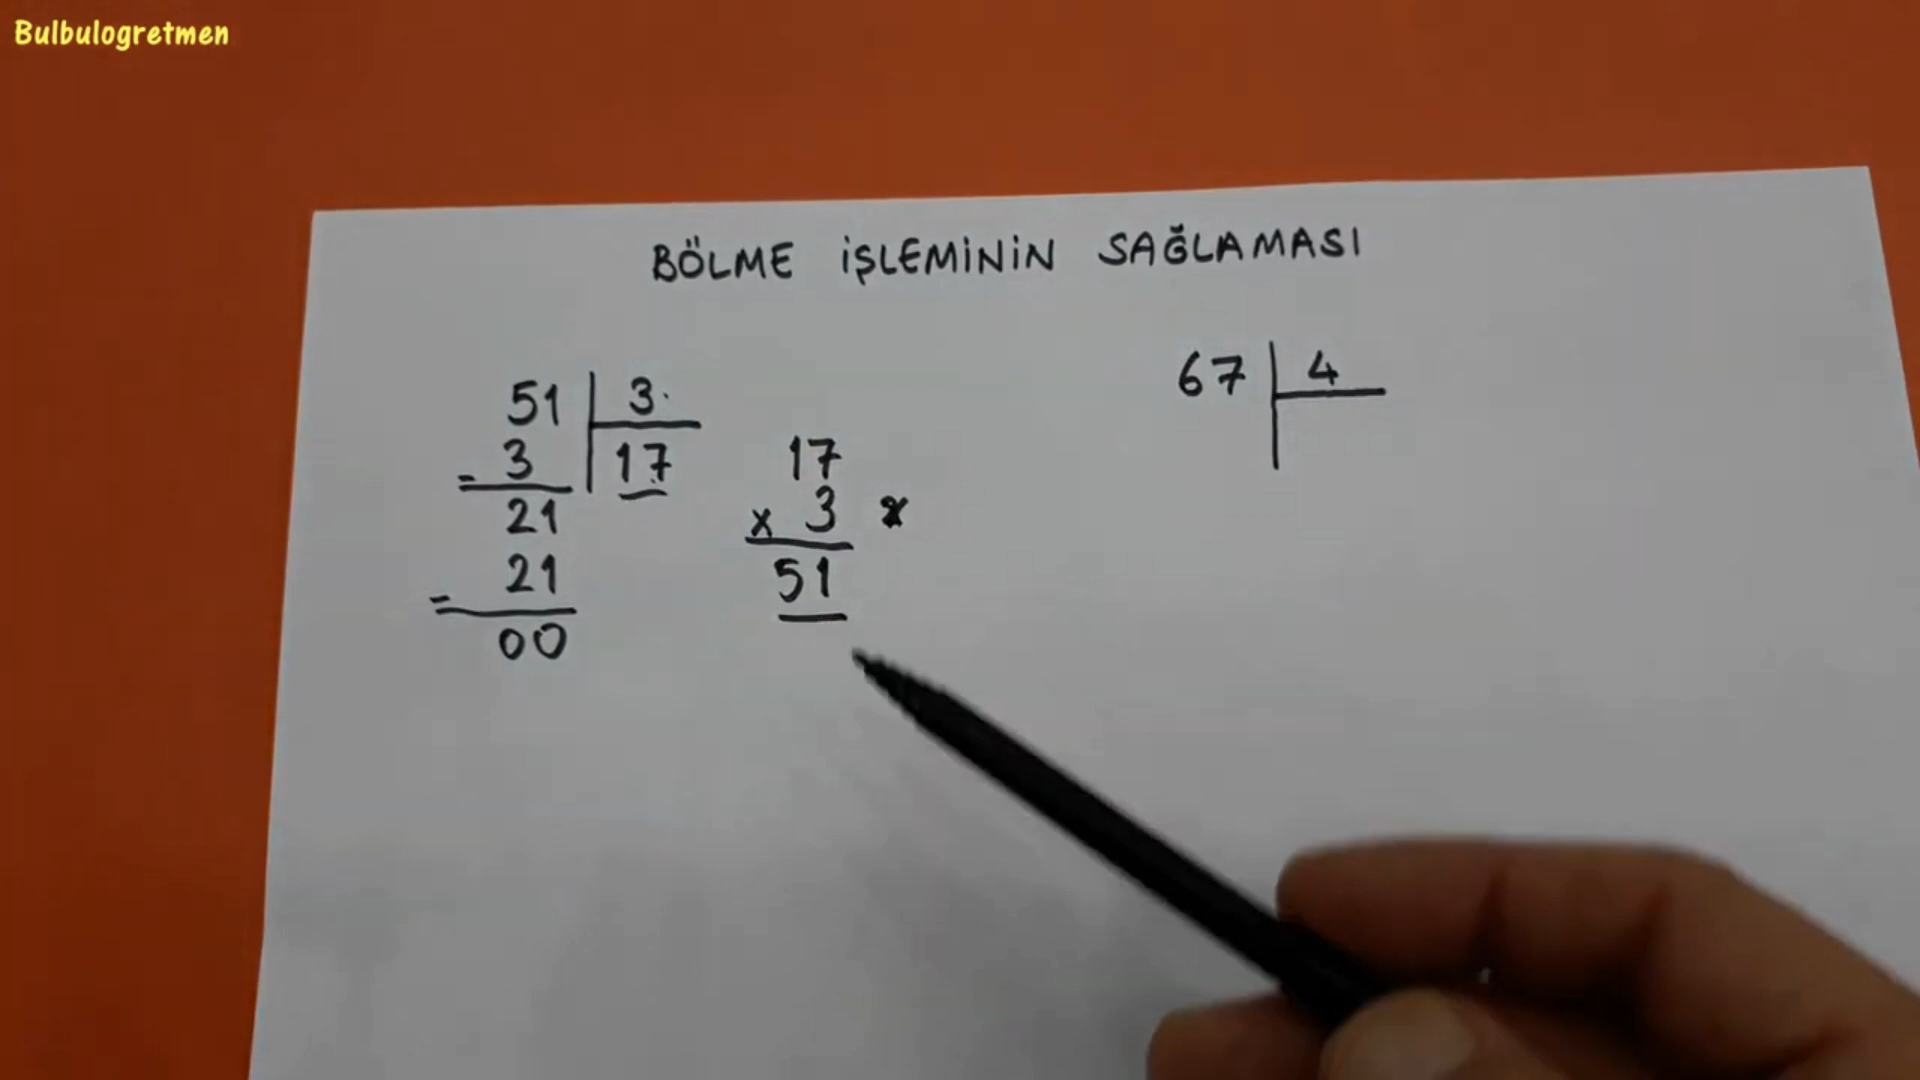 Bulbulogretmen
BÖLME İŞLEMİNİN SAĞLAMASI
51 | 3
- 3 | 17
21
- 21
00
17
x 3 x
51
67 | 4